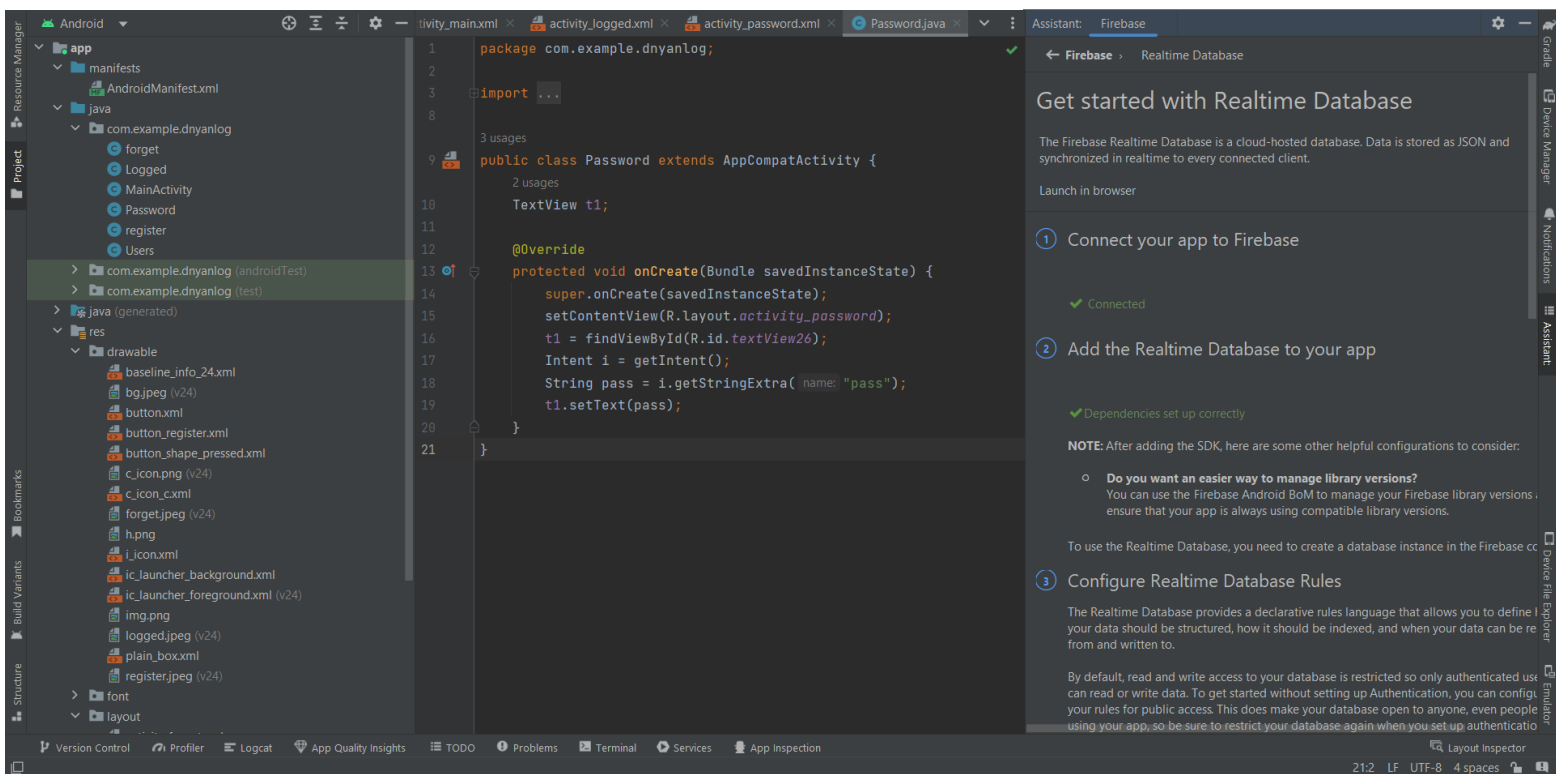 Android
app
manifests
AndroidManifest.xml
java
com.example.dnyanlog
forget
Logged
MainActivity
Password
register
Users
com.example.dnyanlog (androidTest)
com.example.dnyanlog (test)
java (generated)
res
drawable
baseline_info_24.xml
bg.jpeg (v24)
button.xml
button_register.xml
button_shape_pressed.xml
c_icon.png (v24)
c_icon_c.xml
forget.jpeg (v24)
h.png
i_icon.xml
ic_launcher_background.xml
ic_launcher_foreground.xml (v24)
img.png
logged.jpeg (v24)
plain_box.xml
register.jpeg (v24)
font
layout
Resource Manager
Project
Bookmarks
Build Variants
Structure
tivity_main.xml activity_logged.xml activity_password.xml Password.java
1 package com.example.dnyanlog;
2
3 import ...
8
3 usages
9 public class Password extends AppCompatActivity {
2 usages
10 TextView t1;
11
12 @Override
13 protected void onCreate(Bundle savedInstanceState) {
14 super.onCreate(savedInstanceState);
15 setContentView(R.layout.activity_password);
16 t1 = findViewById(R.id.textView26);
17 Intent i = getIntent();
18 String pass = i.getStringExtra( name: "pass");
19 t1.setText(pass);
20 }
21 }
Assistant: Firebase
← Firebase › Realtime Database
Get started with Realtime Database
The Firebase Realtime Database is a cloud-hosted database. Data is stored as JSON and
synchronized in realtime to every connected client.
Launch in browser
1 Connect your app to Firebase
✔ Connected
2 Add the Realtime Database to your app
✔ Dependencies set up correctly
NOTE: After adding the SDK, here are some other helpful configurations to consider:
○ Do you want an easier way to manage library versions?
You can use the Firebase Android BoM to manage your Firebase library versions
ensure that your app is always using compatible library versions.
To use the Realtime Database, you need to create a database instance in the Firebase co
3 Configure Realtime Database Rules
The Realtime Database provides a declarative rules language that allows you to define
your data should be structured, how it should be indexed, and when your data can be re
from and written to.
By default, read and write access to your database is restricted so only authenticated use
can read or write data. To get started without setting up Authentication, you can configu
your rules for public access. This does make your database open to anyone, even people
using your app, so be sure to restrict your database again when you set up authenticatio
Gradle
Device Manager
Notifications
Assistant:
Device File Explorer
Emulator
Version Control Profiler Logcat App Quality Insights TODO Problems Terminal Services App Inspection Layout Inspector
21:2 LF UTF-8 4 spaces